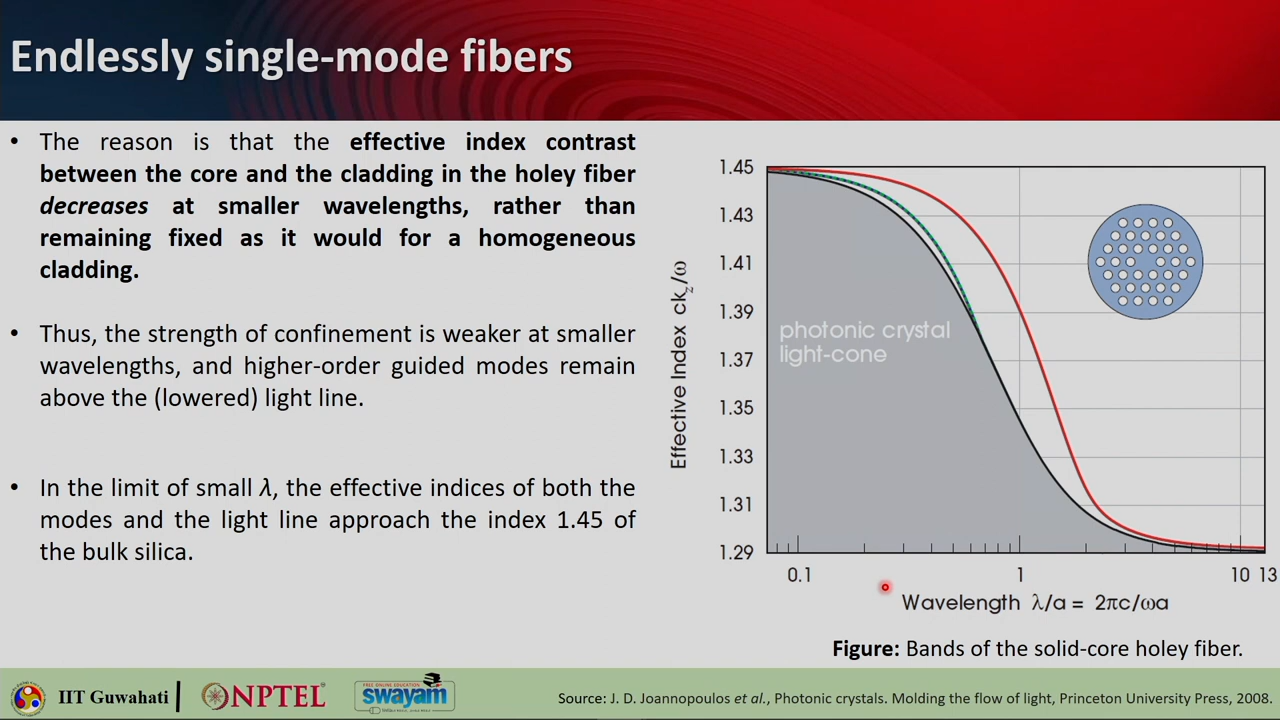 Endlessly single-mode fibers
• The reason is that the effective index contrast
between the core and the cladding in the holey fiber
decreases at smaller wavelengths, rather than
remaining fixed as it would for a homogeneous
cladding.
• Thus, the strength of confinement is weaker at smaller
wavelengths, and higher-order guided modes remain
above the (lowered) light line.
• In the limit of small λ, the effective indices of both the
modes and the light line approach the index 1.45 of
the bulk silica.
Effective Index ckz/ω
1.45
1.43
1.41
1.39
1.37
1.35
1.33
1.31
1.29
photonic crystal
light-cone
0.1 1 10 13
Wavelength λ/a = 2πc/ωa
Figure: Bands of the solid-core holey fiber.
IIT Guwahati
NPTEL
FREE ONLINE EDUCATION
swayam
Source: J. D. Joannopoulos et al., Photonic crystals. Molding the flow of light, Princeton University Press, 2008.